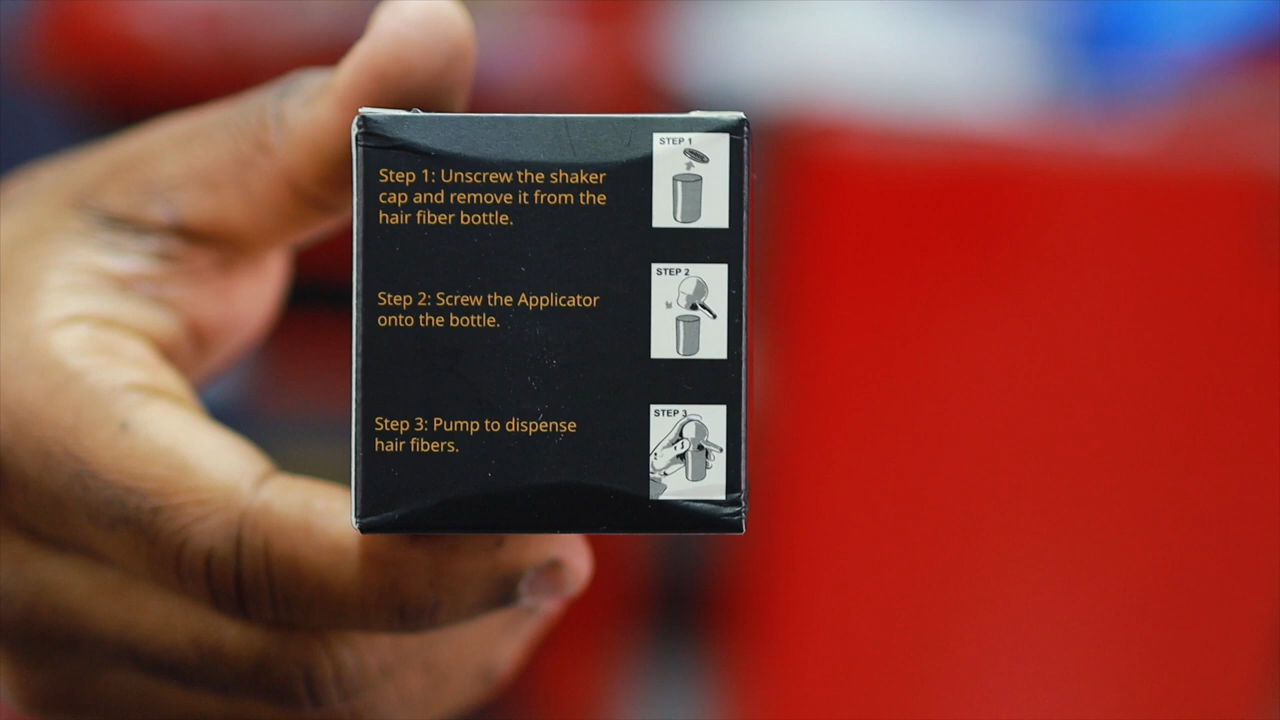 STEP 1
Step 1: Unscrew the shaker
cap and remove it from the
hair fiber bottle.
STEP 2
Step 2: Screw the Applicator
onto the bottle.
STEP 3
Step 3: Pump to dispense
hair fibers.